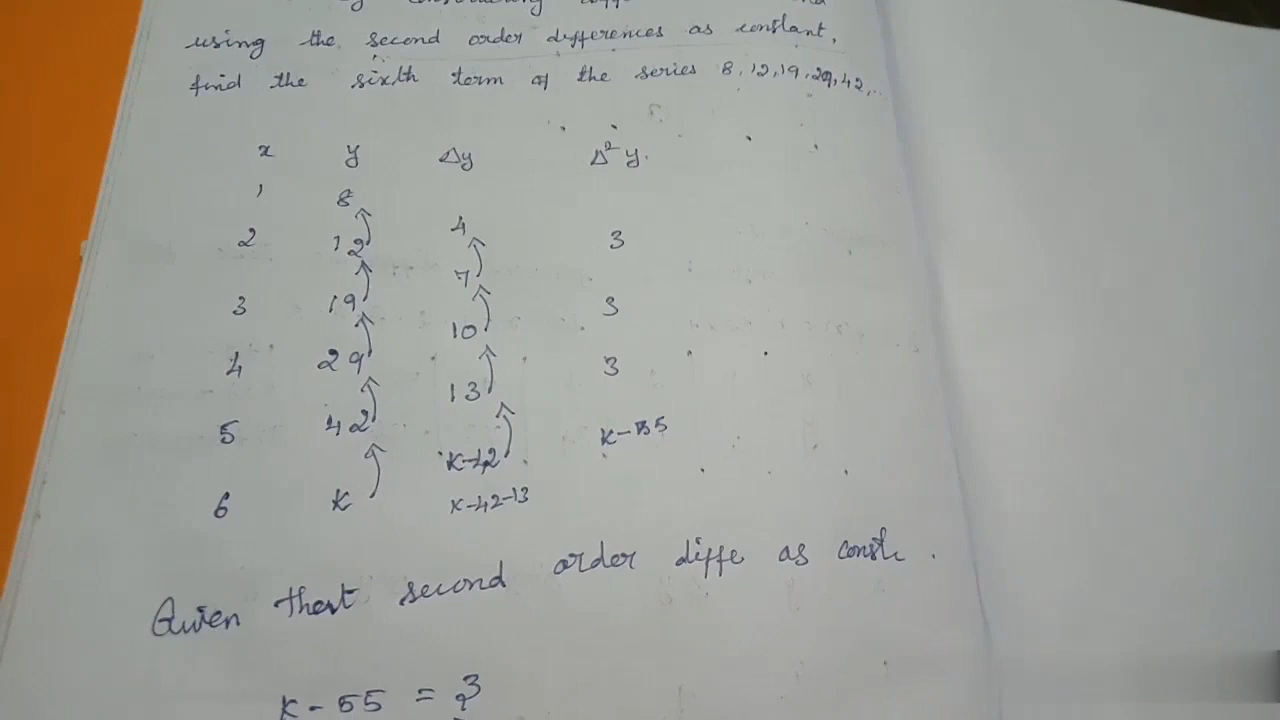 using the second order differences as constant,
find the sixth term of the series 8, 12, 19, 29, 42, ..
x y Δy Δ²y.
1 8
4
2 12 3
7
3 19 3
10
4 29 3
13
5 42 K-55
K-42
6 K K-42-13
Given that second order diffe as const .
K - 55 = 3